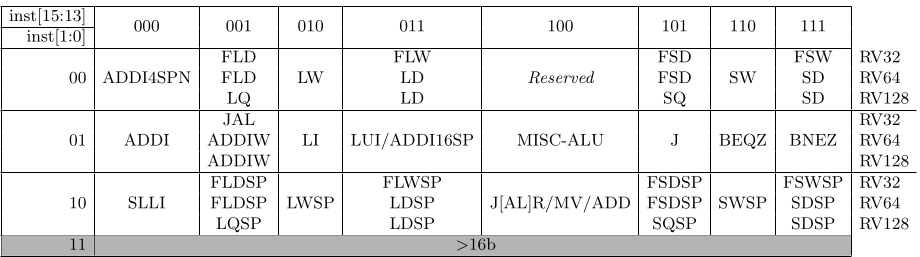 inst[15:13] 000 001 010 011 100 101 110 111
inst[1:0]
FLD FLW FSD FSW RV32
00 ADDI4SPN FLD LW LD Reserved FSD SW SD RV64
LQ LD SQ SD RV128
JAL RV32
01 ADDI ADDIW LI LUI/ADDI16SP MISC-ALU J BEQZ BNEZ RV64
ADDIW RV128
FLDSP FLWSP FSDSP FSWSP RV32
10 SLLI FLDSP LWSP LDSP J[AL]R/MV/ADD FSDSP SWSP SDSP RV64
LQSP LDSP SQSP SDSP RV128
11 >16b